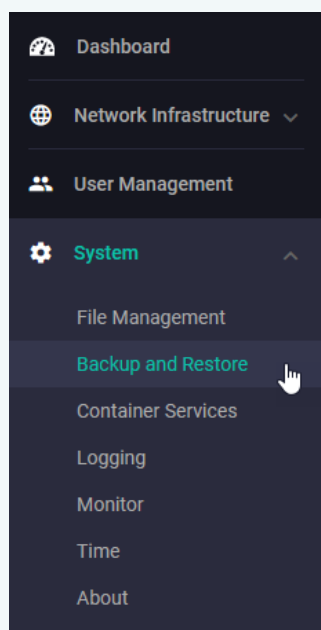 Dashboard
Network Infrastructure
User Management
System
File Management
Backup and Restore
Container Services
Logging
Monitor
Time
About